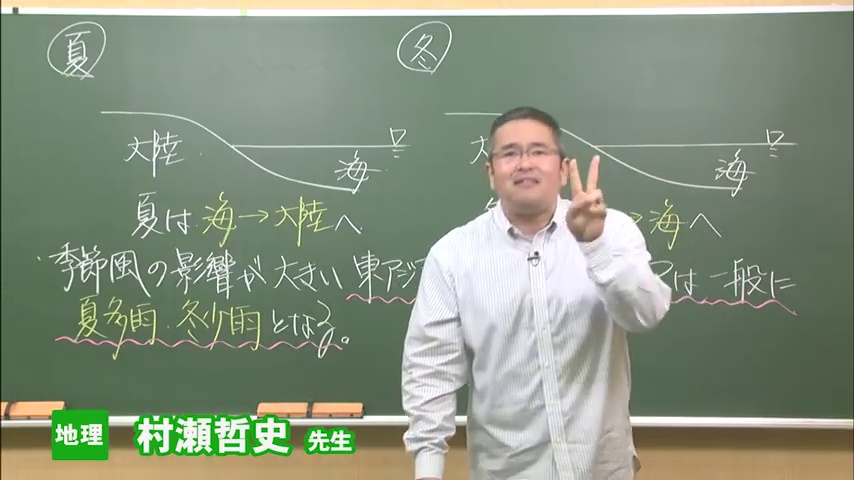 夏
冬
大陸
海
大
海
夏は 海→大陸へ
→海へ
季節風の影響が大きい 東アジア
は一般に
夏多雨・冬少雨となる。
地理 村瀬哲史 先生